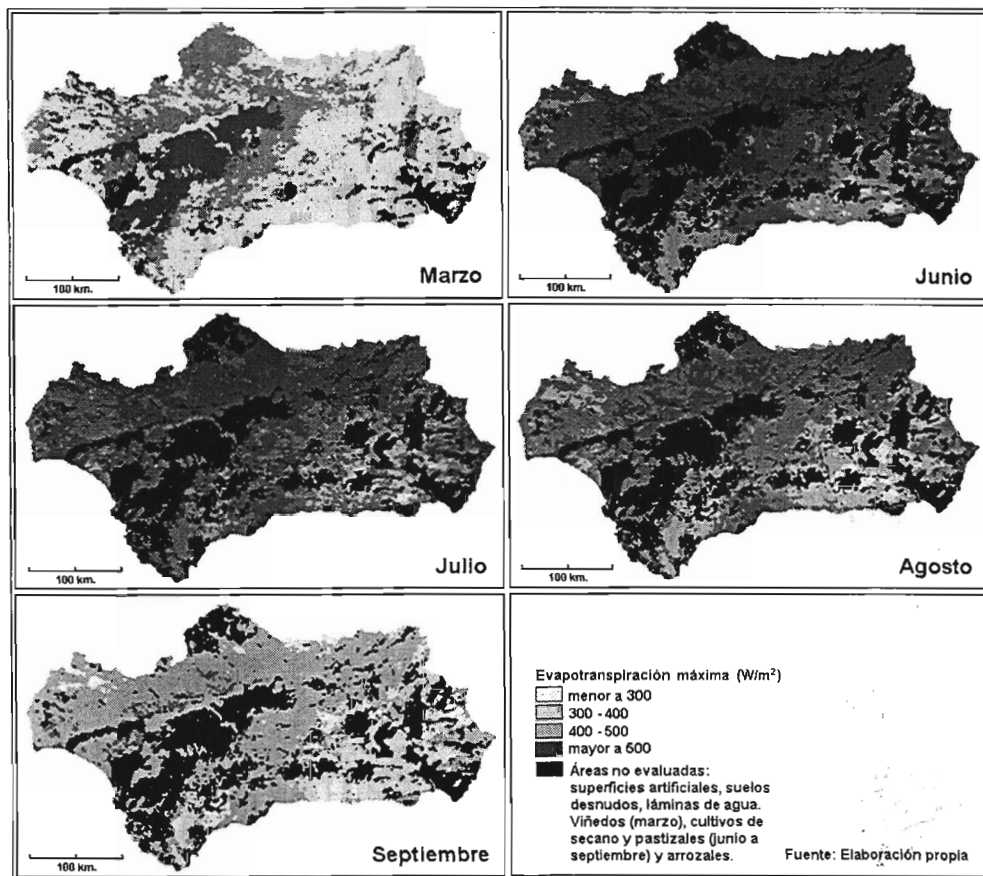 Marzo
100 km.
Junio
100 km.
Julio
100 km.
Agosto
100 km.
Septiembre
100 km.
Evapotranspiración máxima (W/m²)
menor a 300
300 - 400
400 - 500
mayor a 500
Áreas no evaluadas:
superficies artificiales, suelos
desnudos, láminas de agua.
Viñedos (marzo), cultivos de
secano y pastizales (junio a
septiembre) y arrozales.
Fuente: Elaboración propia